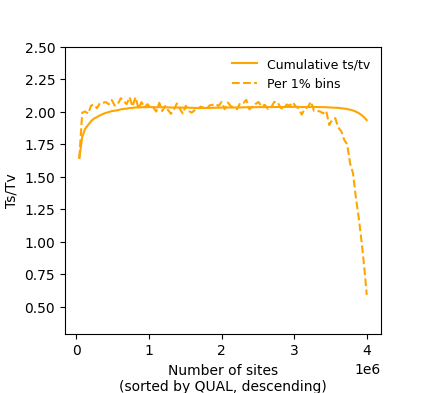 2.50
2.25
2.00
1.75
1.50
1.25
1.00
0.75
0.50
Ts/Tv
Cumulative ts/tv
Per 1% bins
0 1 2 3 4
1e6
Number of sites
(sorted by QUAL, descending)